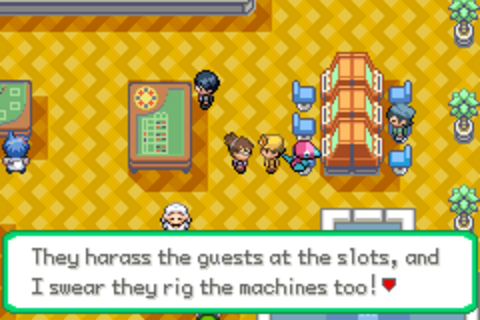 They harass the guests at the slots, and
I swear they rig the machines too!